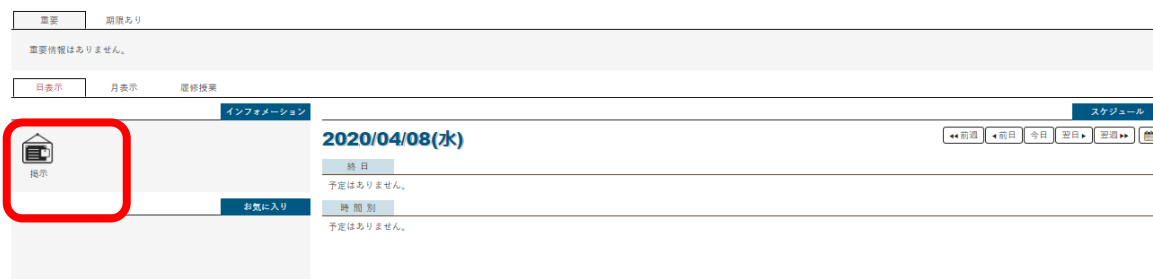 重要 期限あり
重要情報はありません。
日表示 月表示 履修授業
インフォメーション
掲示
お気に入り
スケジュール
2020/04/08(水)
前週 前日 今日 翌日 翌週
終日
予定はありません。
時間別
予定はありません。